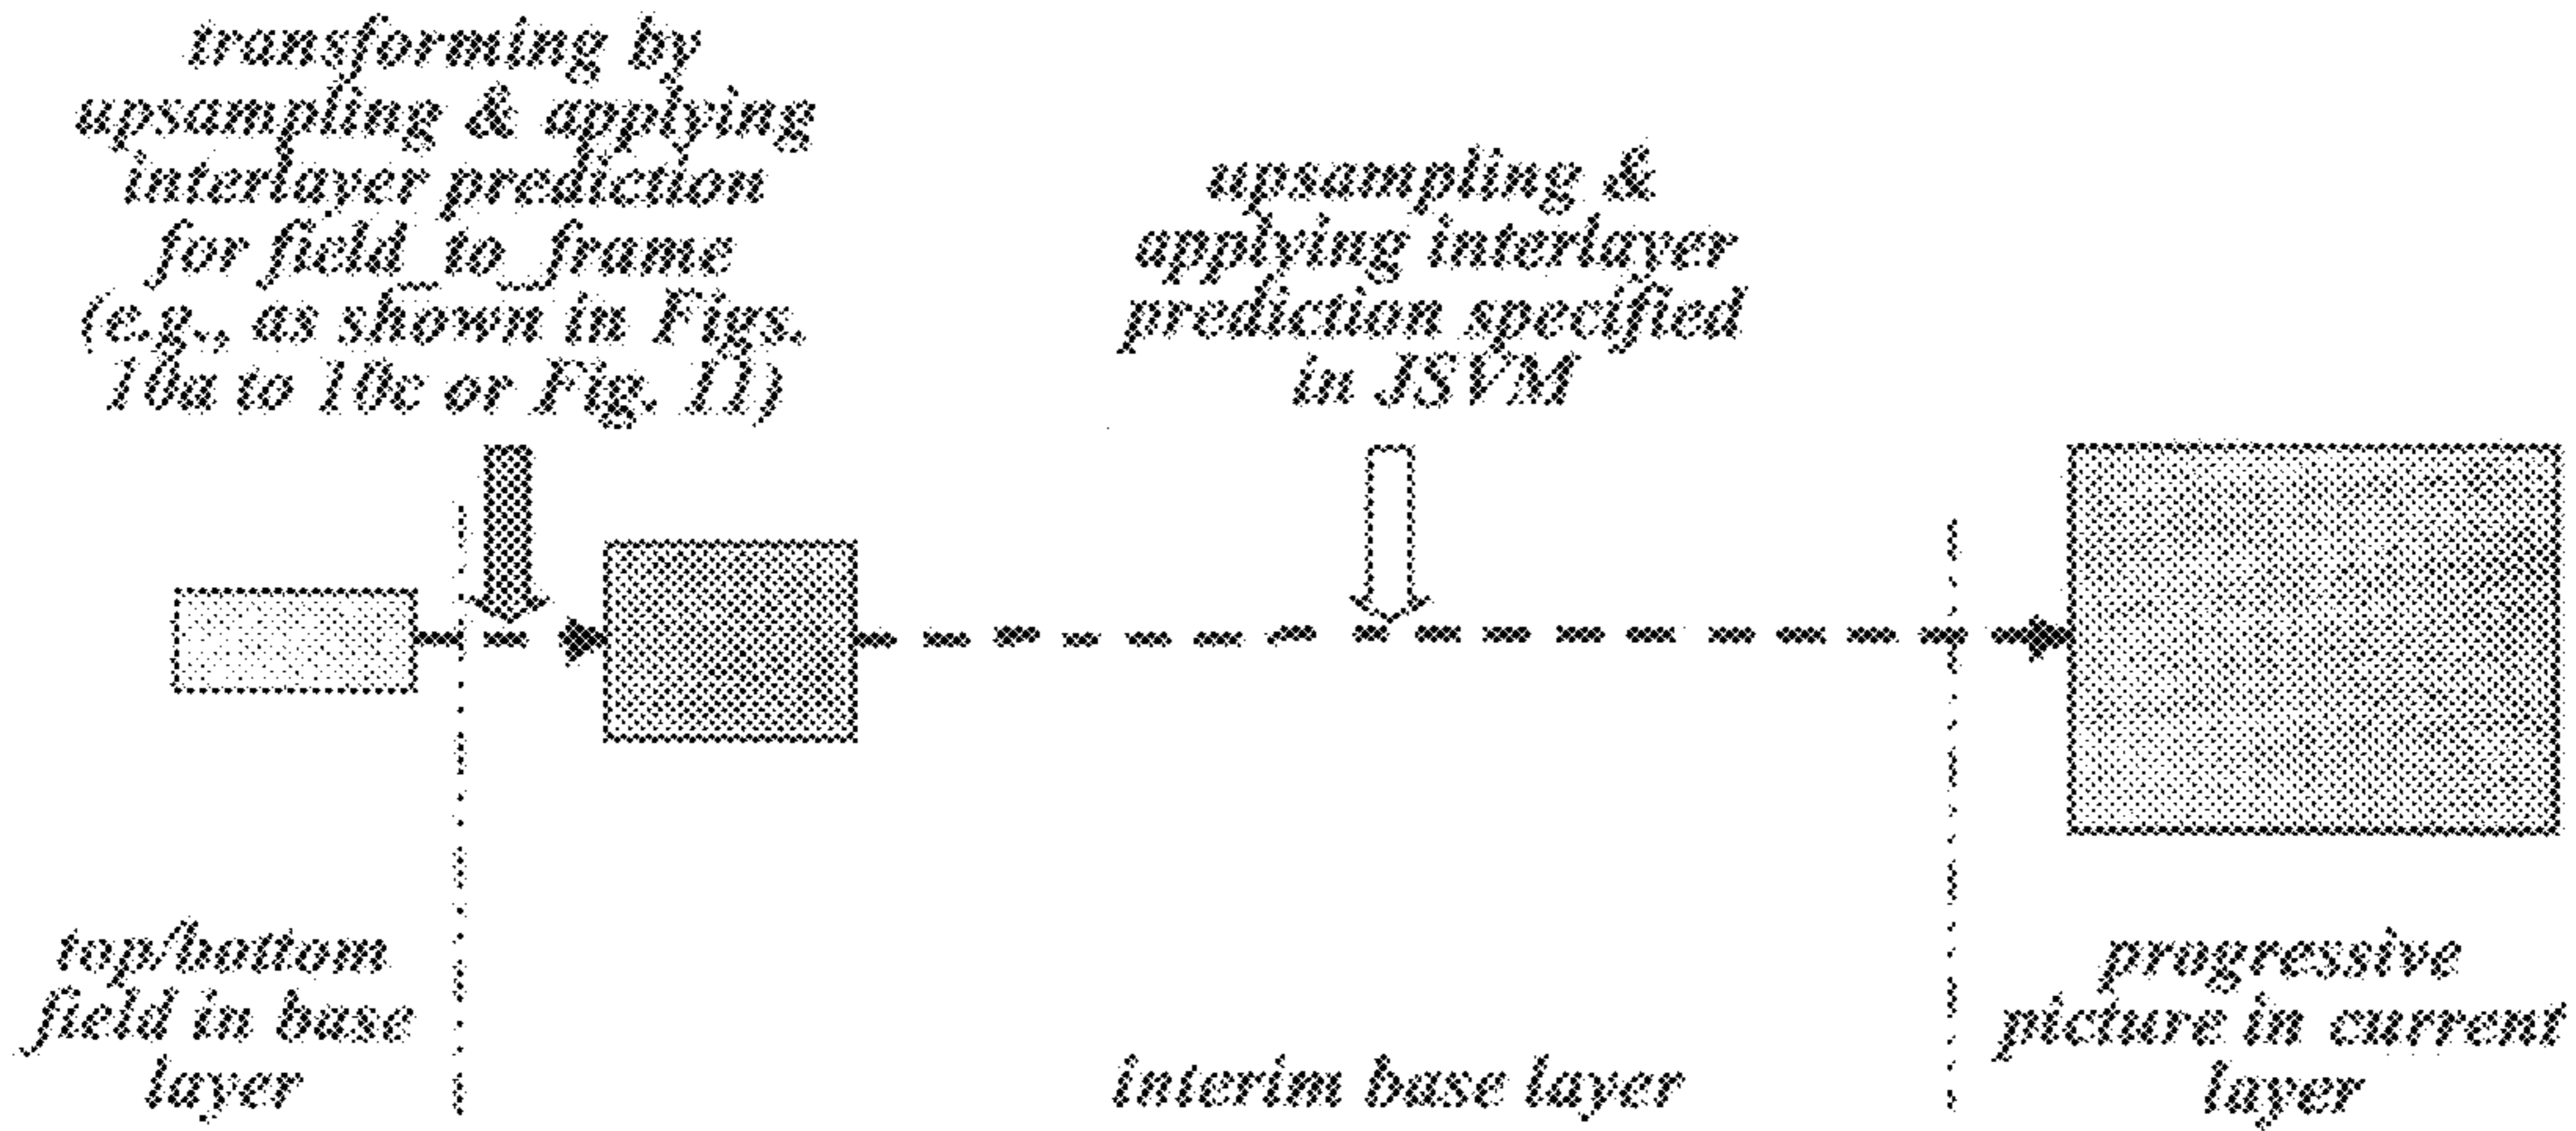 transforming by
upsampling & applying
interlayer prediction
for field_to_frame
(e.g., as shown in Figs.
10a to 10c or Fig. 11)
upsampling &
applying interlayer
prediction specified
in JSVM
top/bottom
field in base
layer
interim base layer
progressive
picture in current
layer